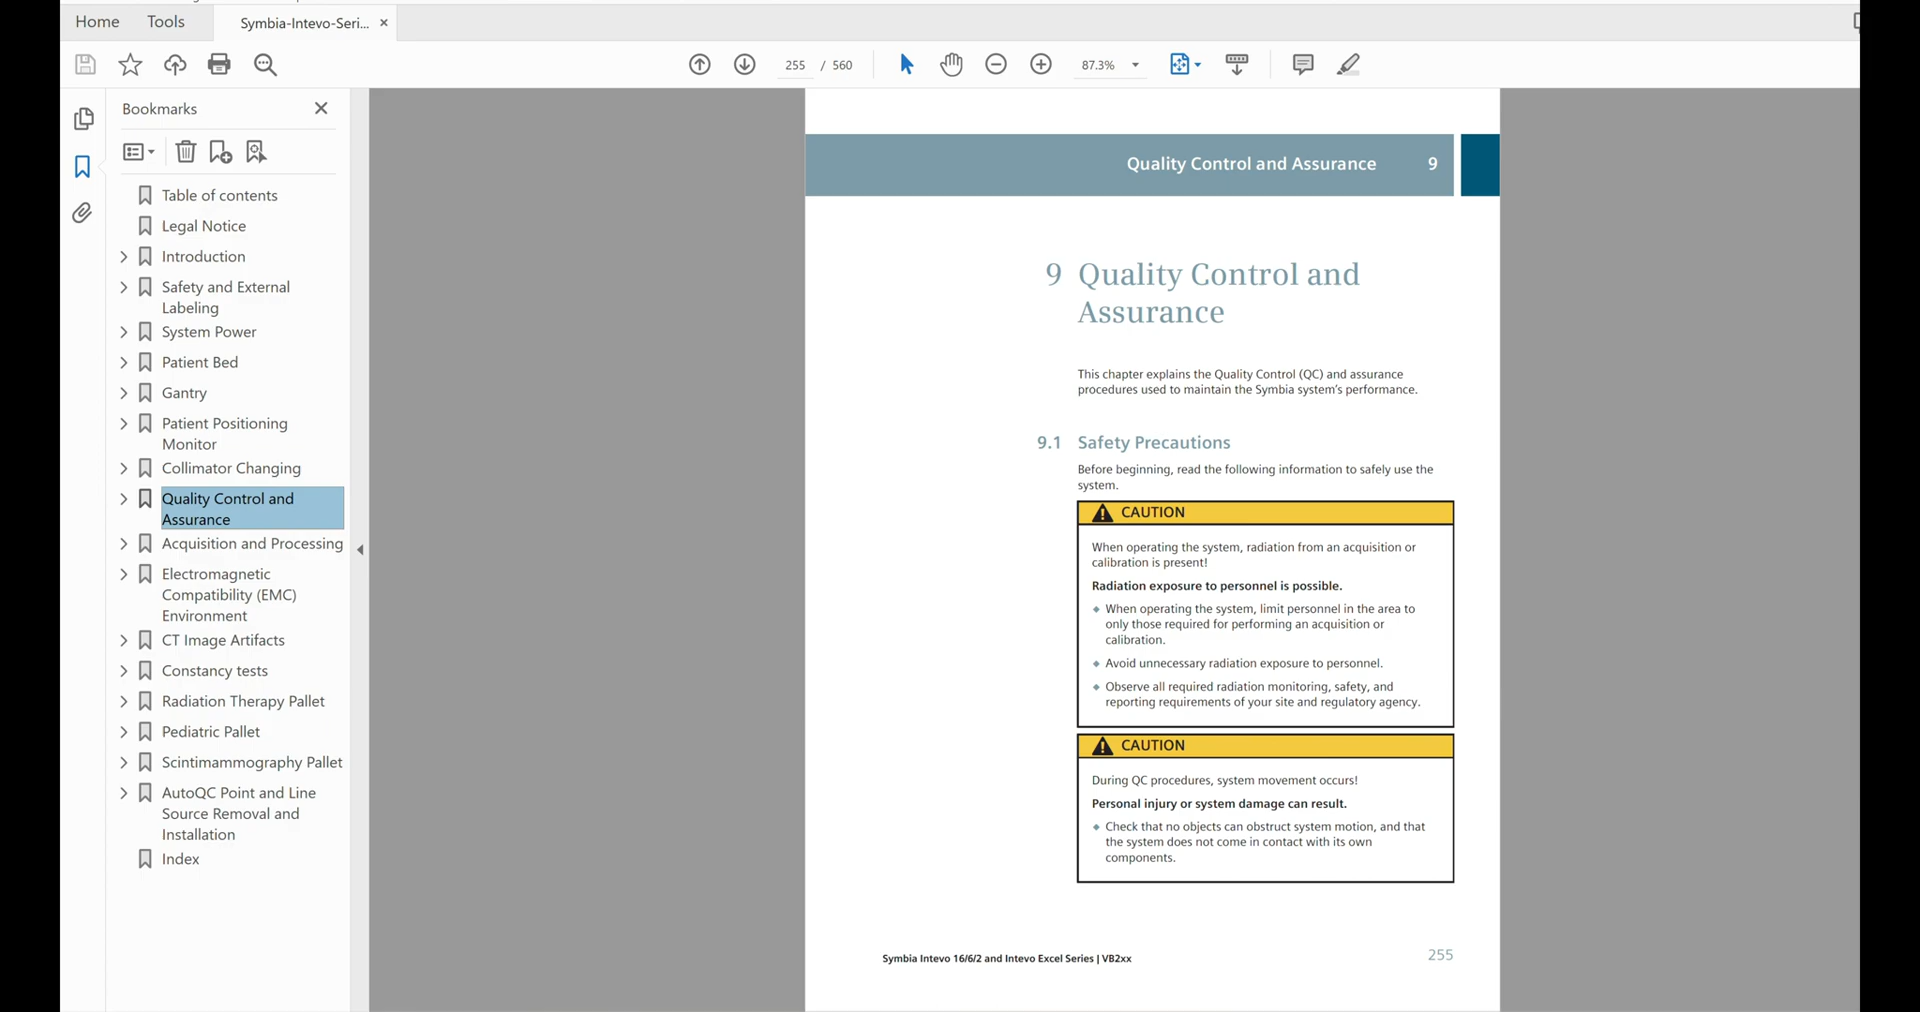 Home
Tools
Symbia-Intevo-Seri...
255 / 560
87.3%
Bookmarks
Table of contents
Legal Notice
Introduction
Safety and External
Labeling
System Power
Patient Bed
Gantry
Patient Positioning
Monitor
Collimator Changing
Quality Control and
Assurance
Acquisition and Processing
Electromagnetic
Compatibility (EMC)
Environment
CT Image Artifacts
Constancy tests
Radiation Therapy Pallet
Pediatric Pallet
Scintimammography Pallet
AutoQC Point and Line
Source Removal and
Installation
Index
Quality Control and Assurance 9
9 Quality Control and
Assurance
This chapter explains the Quality Control (QC) and assurance
procedures used to maintain the Symbia system's performance.
9.1 Safety Precautions
Before beginning, read the following information to safely use the
system.
CAUTION
When operating the system, radiation from an acquisition or
calibration is present!
Radiation exposure to personnel is possible.
When operating the system, limit personnel in the area to
only those required for performing an acquisition or
calibration.
Avoid unnecessary radiation exposure to personnel.
Observe all required radiation monitoring, safety, and
reporting requirements of your site and regulatory agency.
CAUTION
During QC procedures, system movement occurs!
Personal injury or system damage can result.
Check that no objects can obstruct system motion, and that
the system does not come in contact with its own
components.
Symbia Intevo 16/6/2 and Intevo Excel Series | VB2xx
255